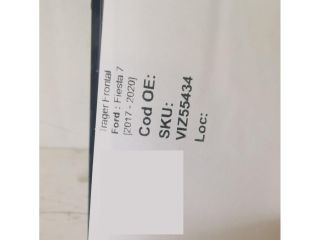 Trager Frontal
Ford : Fiesta 7
[2017 - 2020]
Cod OE:
SKU:
VIZ55434
Loc: